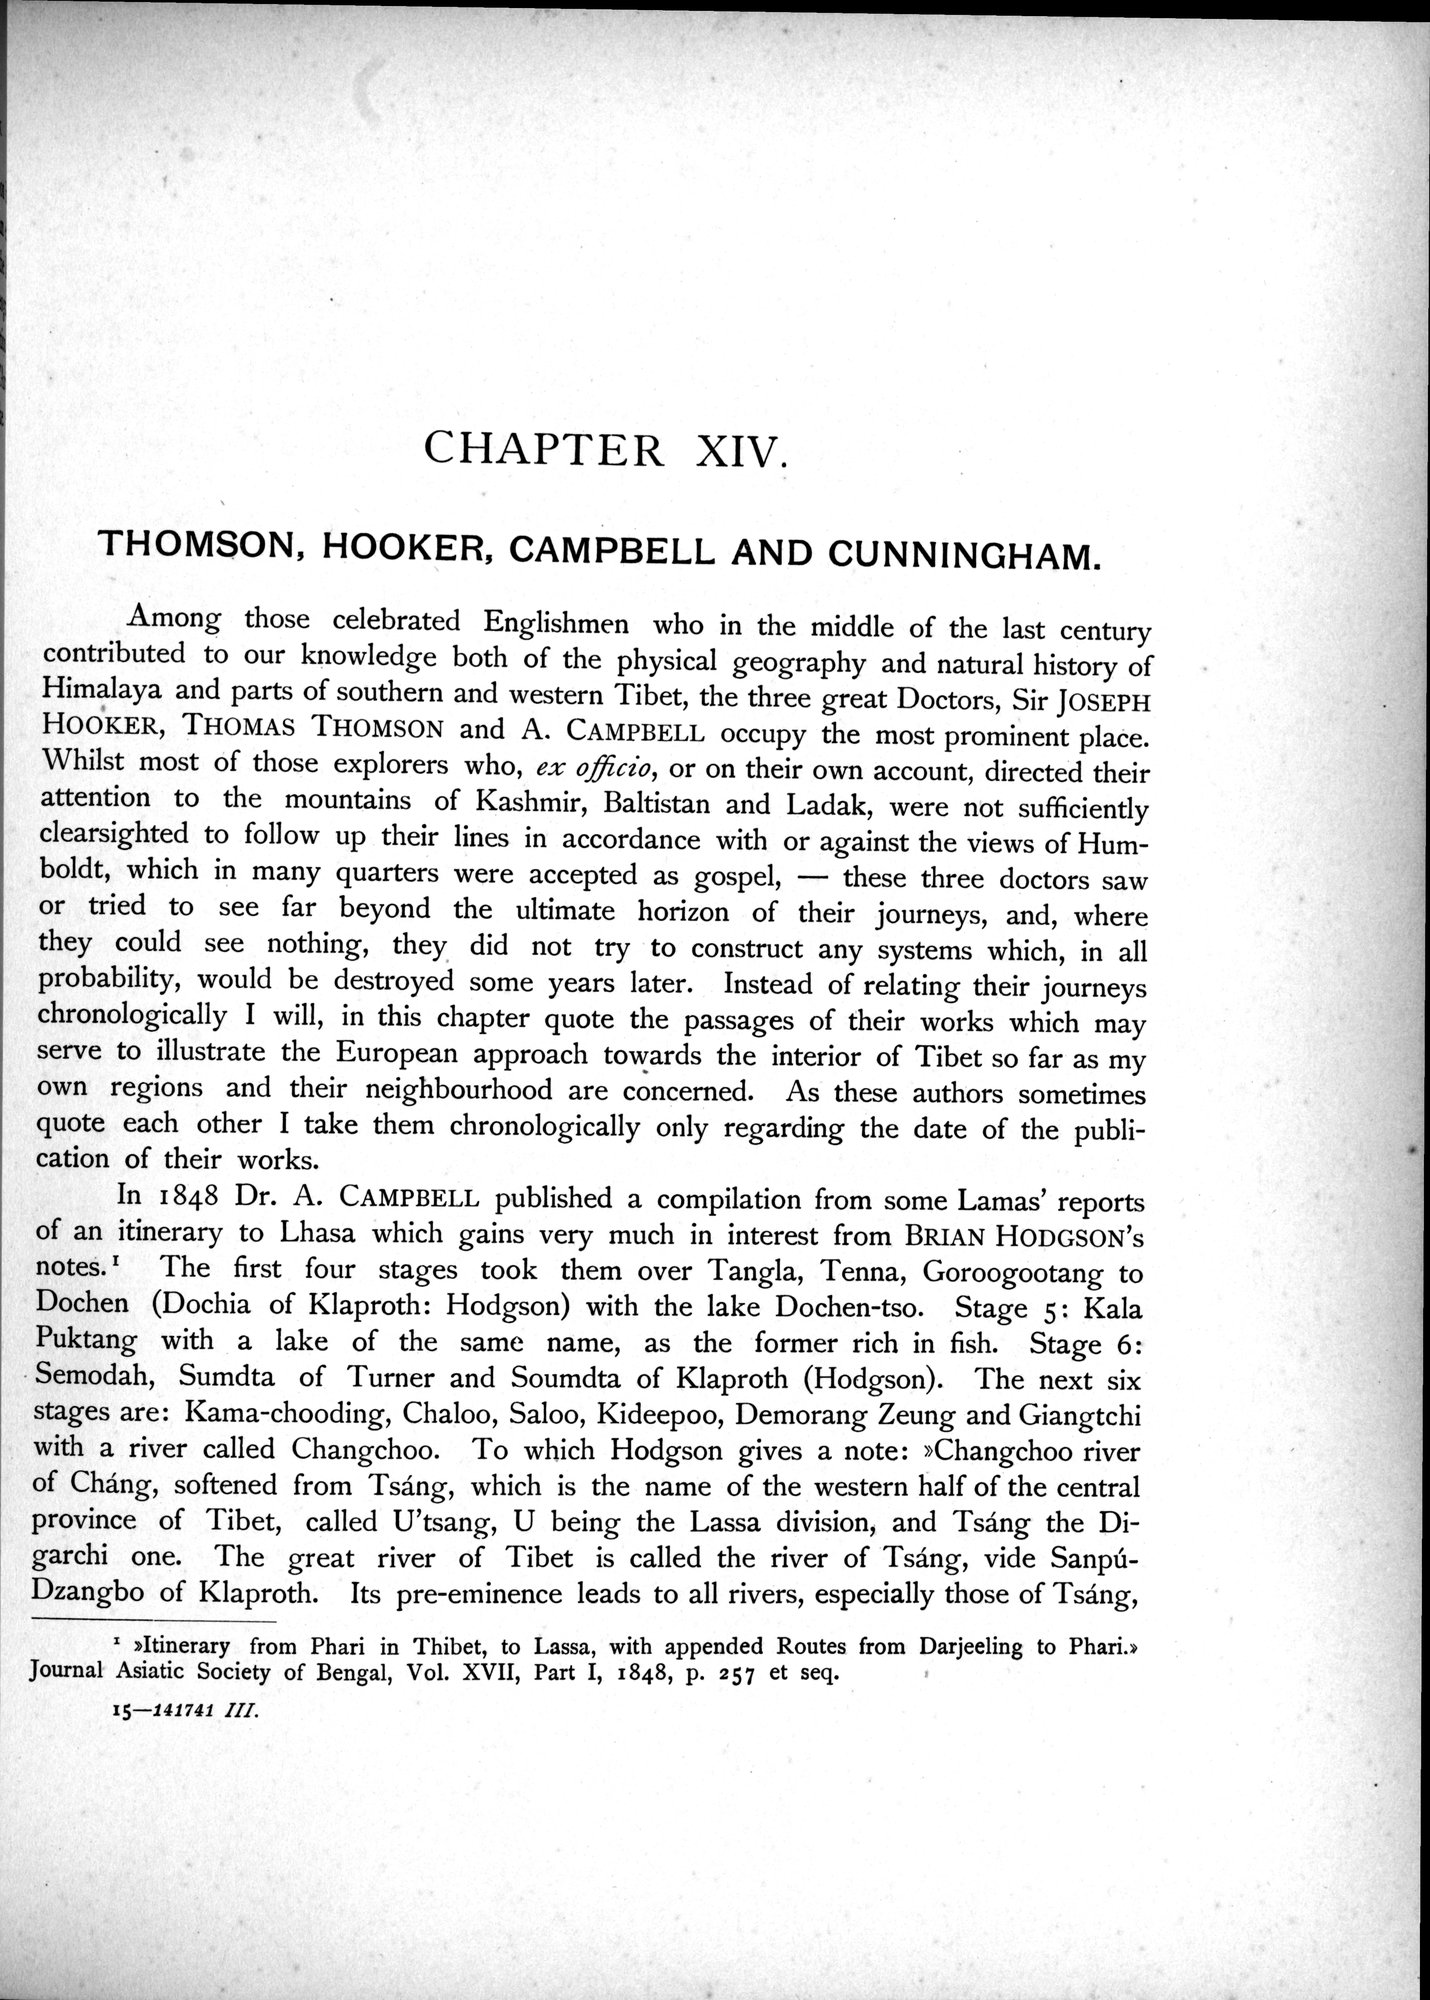 CHAPTER XIV.
THOMSON, HOOKER, CAMPBELL AND CUNNINGHAM.
Among those celebrated Englishmen who in the middle of the last century
contributed to our knowledge both of the physical geography and natural history of
Himalaya and parts of southern and western Tibet, the three great Doctors, Sir JOSEPH
HOOKER, THOMAS THOMSON and A. CAMPBELL occupy the most prominent place.
Whilst most of those explorers who, ex officio, or on their own account, directed their
attention to the mountains of Kashmir, Baltistan and Ladak, were not sufficiently
clearsighted to follow up their lines in accordance with or against the views of Hum-
boldt, which in many quarters were accepted as gospel, — these three doctors saw
or tried to see far beyond the ultimate horizon of their journeys, and, where
they could see nothing, they did not try to construct any systems which, in all
probability, would be destroyed some years later. Instead of relating their journeys
chronologically I will, in this chapter quote the passages of their works which may
serve to illustrate the European approach towards the interior of Tibet so far as my
own regions and their neighbourhood are concerned. As these authors sometimes
quote each other I take them chronologically only regarding the date of the publi-
cation of their works.
In 1848 Dr. A. CAMPBELL published a compilation from some Lamas' reports
of an itinerary to Lhasa which gains very much in interest from BRIAN HODGSON's
notes.¹ The first four stages took them over Tangla, Tenna, Goroogootang to
Dochen (Dochia of Klaproth: Hodgson) with the lake Dochen-tso. Stage 5: Kala
Puktang with a lake of the same name, as the former rich in fish. Stage 6:
Semodah, Sumdta of Turner and Soumdta of Klaproth (Hodgson). The next six
stages are: Kama-chooding, Chaloo, Saloo, Kideepoo, Demorang Zeung and Giangtchi
with a river called Changchoo. To which Hodgson gives a note: »Changchoo river
of Cháng, softened from Tsáng, which is the name of the western half of the central
province of Tibet, called U'tsang, U being the Lassa division, and Tsáng the Di-
garchi one. The great river of Tibet is called the river of Tsáng, vide Sanpú-
Dzangbo of Klaproth. Its pre-eminence leads to all rivers, especially those of Tsáng,
¹ »Itinerary from Phari in Thibet, to Lassa, with appended Routes from Darjeeling to Phari.»
Journal Asiatic Society of Bengal, Vol. XVII, Part I, 1848, p. 257 et seq.
15—141741 III.